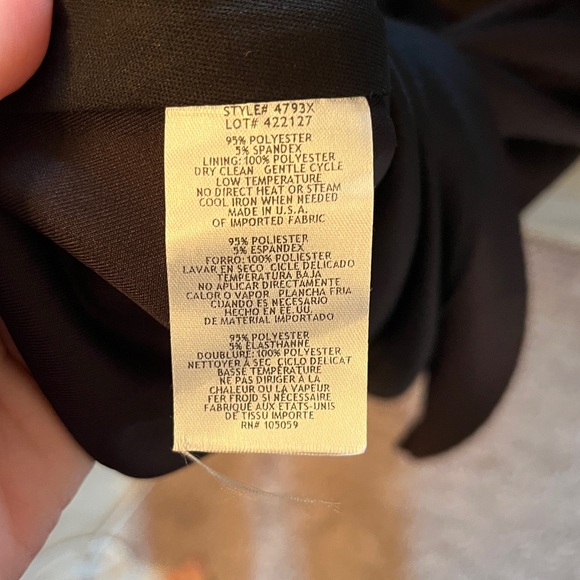 STYLE# 4793X
LOT# 422127
95% POLYESTER
5% SPANDEX
LINING: 100% POLYESTER
DRY CLEAN GENTLE CYCLE
LOW TEMPERATURE
NO DIRECT HEAT OR STEAM
COOL IRON WHEN NEEDED
MADE IN U.S.A.
OF IMPORTED FABRIC
95% POLIESTER
5% ESPANDEX
FORRO: 100% POLIESTER
LAVAR EN SECO CICLE DELICADO
TEMPERATURA BAJA
NO APLICAR DIRECTAMENTE
CALOR O VAPOR PLANCHA FRIA
CUANDO ES NECESARIO
HECHO EN EE.UU.
DE MATERIAL IMPORTADO
95% POLYESTER
5% ELASTHANNE
DOUBLURE: 100% POLYESTER
NETTOYER À SEC CICLO DELICAT
BASSE TEMPÉRATURE
NE PAS DIRIGER À LA
CHALEUR OU LA VAPEUR
FER FROID SI NÉCESSAIRE
FABRIQUÉ AUX ÉTATS-UNIS
DE TISSU IMPORTE
RN# 105059